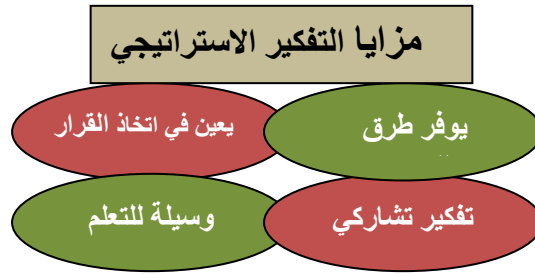 مزايا التفكير الاستراتيجي
يوفر طرق
يعين في اتخاذ القرار
تفكير تشاركي
وسيلة للتعلم